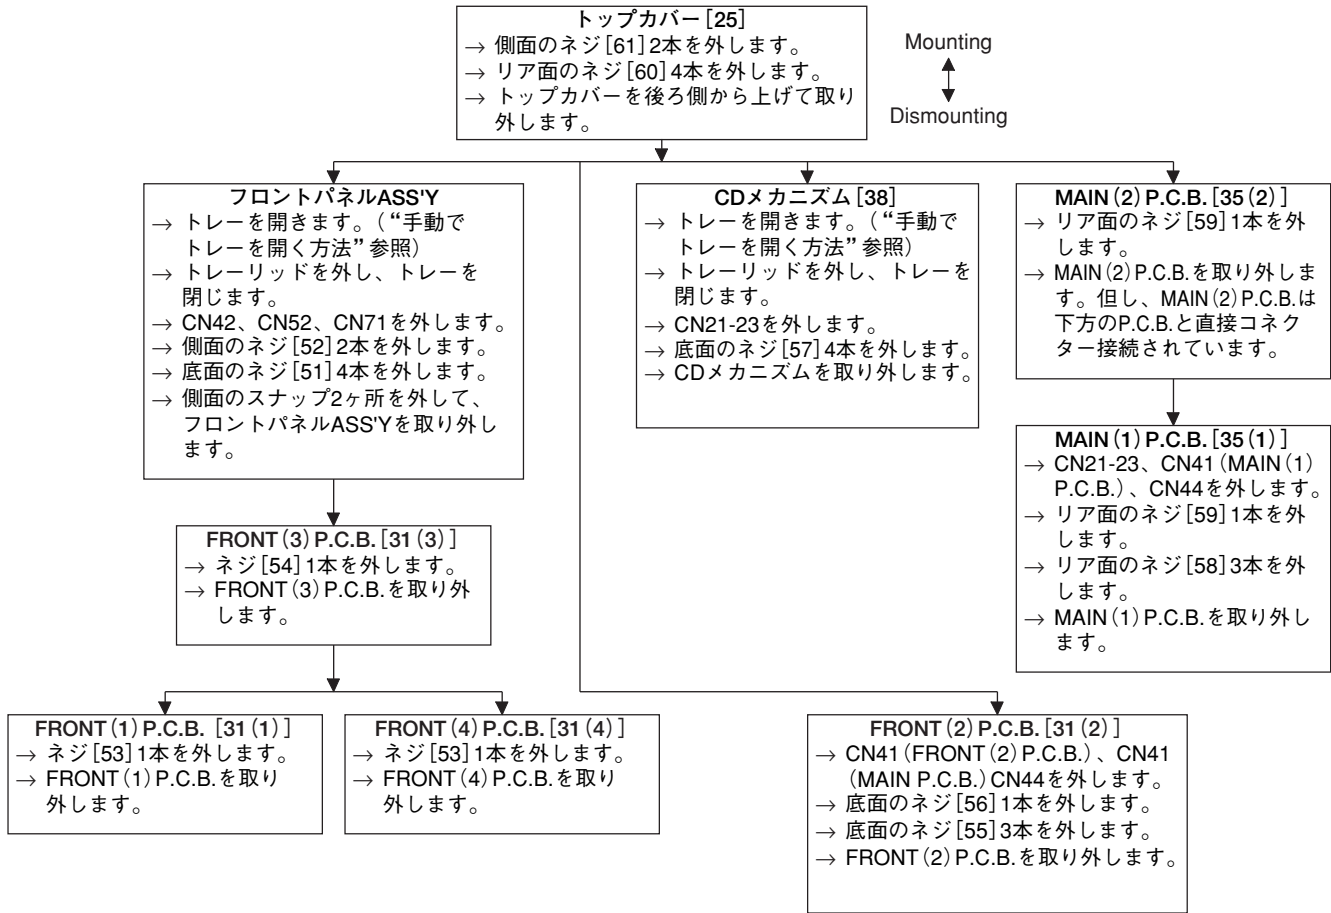 トップカバー[25]
→ 側面のネジ[61]2本を外します。
→ リア面のネジ[60]4本を外します。
→ トップカバーを後ろ側から上げて取り
外します。
Mounting
Dismounting
フロントパネルASS'Y
→ トレーを開きます。(“手動で
トレーを開く方法”参照)
→ トレーリッドを外し、トレーを
閉じます。
→ CN42、CN52、CN71を外します。
→ 側面のネジ[52]2本を外します。
→ 底面のネジ[51]4本を外します。
→ 側面のスナップ2ヶ所を外して、
フロントパネルASS'Yを取り外し
ます。
CDメカニズム[38]
→ トレーを開きます。(“手動で
トレーを開く方法”参照)
→ トレーリッドを外し、トレーを
閉じます。
→ CN21-23を外します。
→ 底面のネジ[57]4本を外します。
→ CDメカニズムを取り外します。
MAIN(2)P.C.B.[35(2)]
→ リア面のネジ[59]1本を外
します。
→ MAIN(2)P.C.B.を取り外しま
す。但し、MAIN(2)P.C.B.は
下方のP.C.B.と直接コネク
ター接続されています。
MAIN(1)P.C.B.[35(1)]
→ CN21-23、CN41(MAIN(1)
P.C.B.)、CN44を外します。
→ リア面のネジ[59]1本を外
します。
→ リア面のネジ[58]3本を外
します。
→ MAIN(1)P.C.B.を取り外し
ます。
FRONT(3)P.C.B.[31(3)]
→ ネジ[54]1本を外します。
→ FRONT(3)P.C.B.を取り外
します。
FRONT(1)P.C.B. [31(1)]
→ ネジ[53]1本を外します。
→ FRONT(1)P.C.B.を取り
外します。
FRONT(4)P.C.B.[31(4)]
→ ネジ[53]1本を外します。
→ FRONT(4)P.C.B.を取り
外します。
FRONT(2)P.C.B.[31(2)]
→ CN41(FRONT(2)P.C.B.)、CN41
(MAIN P.C.B.)CN44を外します。
→ 底面のネジ[56]1本を外します。
→ 底面のネジ[55]3本を外します。
→ FRONT(2)P.C.B.を取り外します。